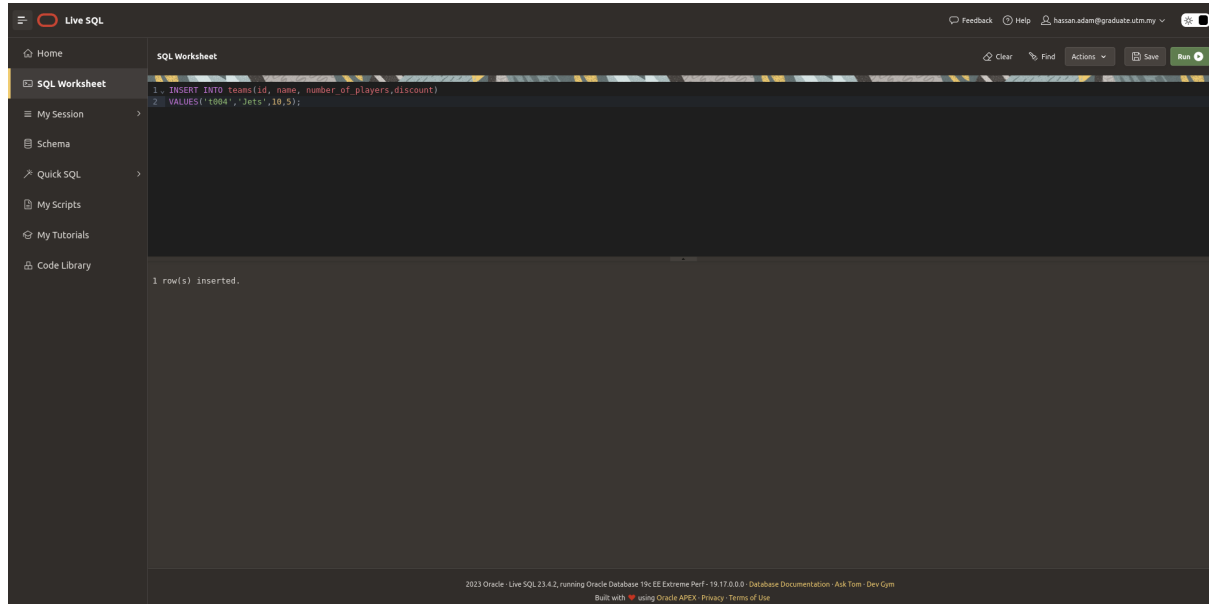 Live SQL
Feedback Help hassan.adam@graduate.utm.my
Home
SQL Worksheet
My Session
Schema
Quick SQL
My Scripts
My Tutorials
Code Library
SQL Worksheet
Clear Find Actions Save Run
1 INSERT INTO teams(id, name, number_of_players,discount)
2 VALUES('t004','Jets',10,5);
1 row(s) inserted.
2023 Oracle · Live SQL 23.4.2, running Oracle Database 19c EE Extreme Perf - 19.17.0.0.0 · Database Documentation · Ask Tom · Dev Gym
Built with ❤ using Oracle APEX · Privacy · Terms of Use